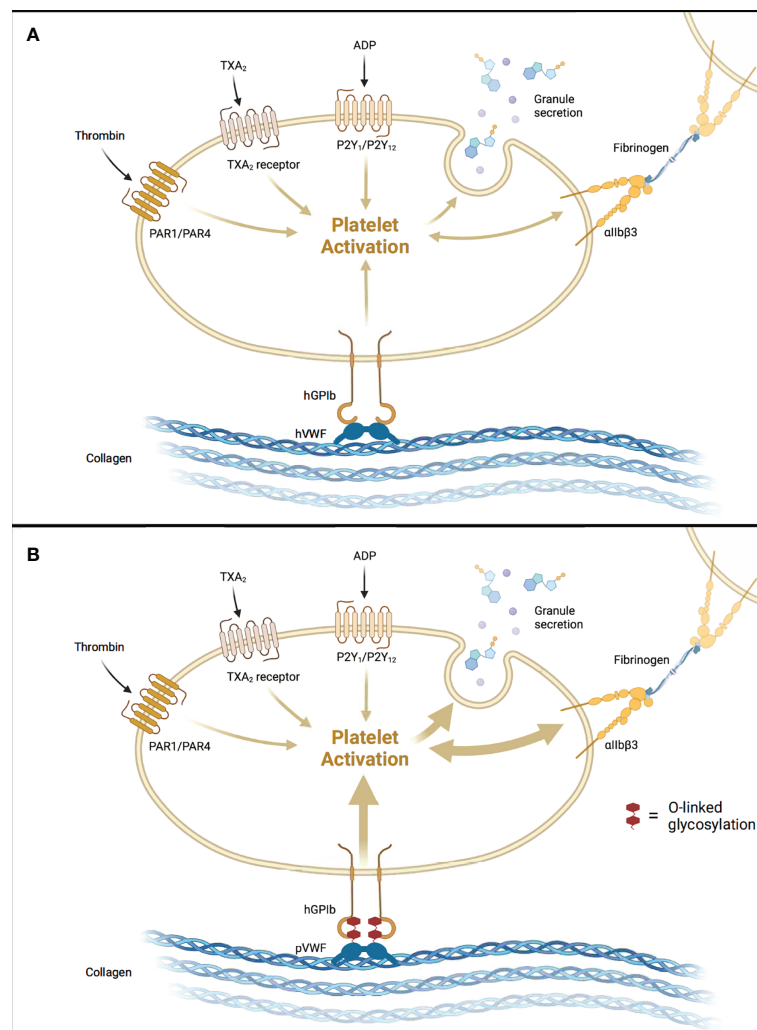 A
ADP
TXA₂
Granule
secretion
Thrombin
P2Y₁/P2Y₁₂
Fibrinogen
TXA₂ receptor
Platelet
Activation
PAR1/PAR4
αIIbβ3
hGPIb
hVWF
Collagen
B
ADP
TXA₂
Granule
secretion
Thrombin
P2Y₁/P2Y₁₂
Fibrinogen
TXA₂ receptor
Platelet
Activation
PAR1/PAR4
αIIbβ3
= O-linked
glycosylation
hGPIb
pVWF
Collagen